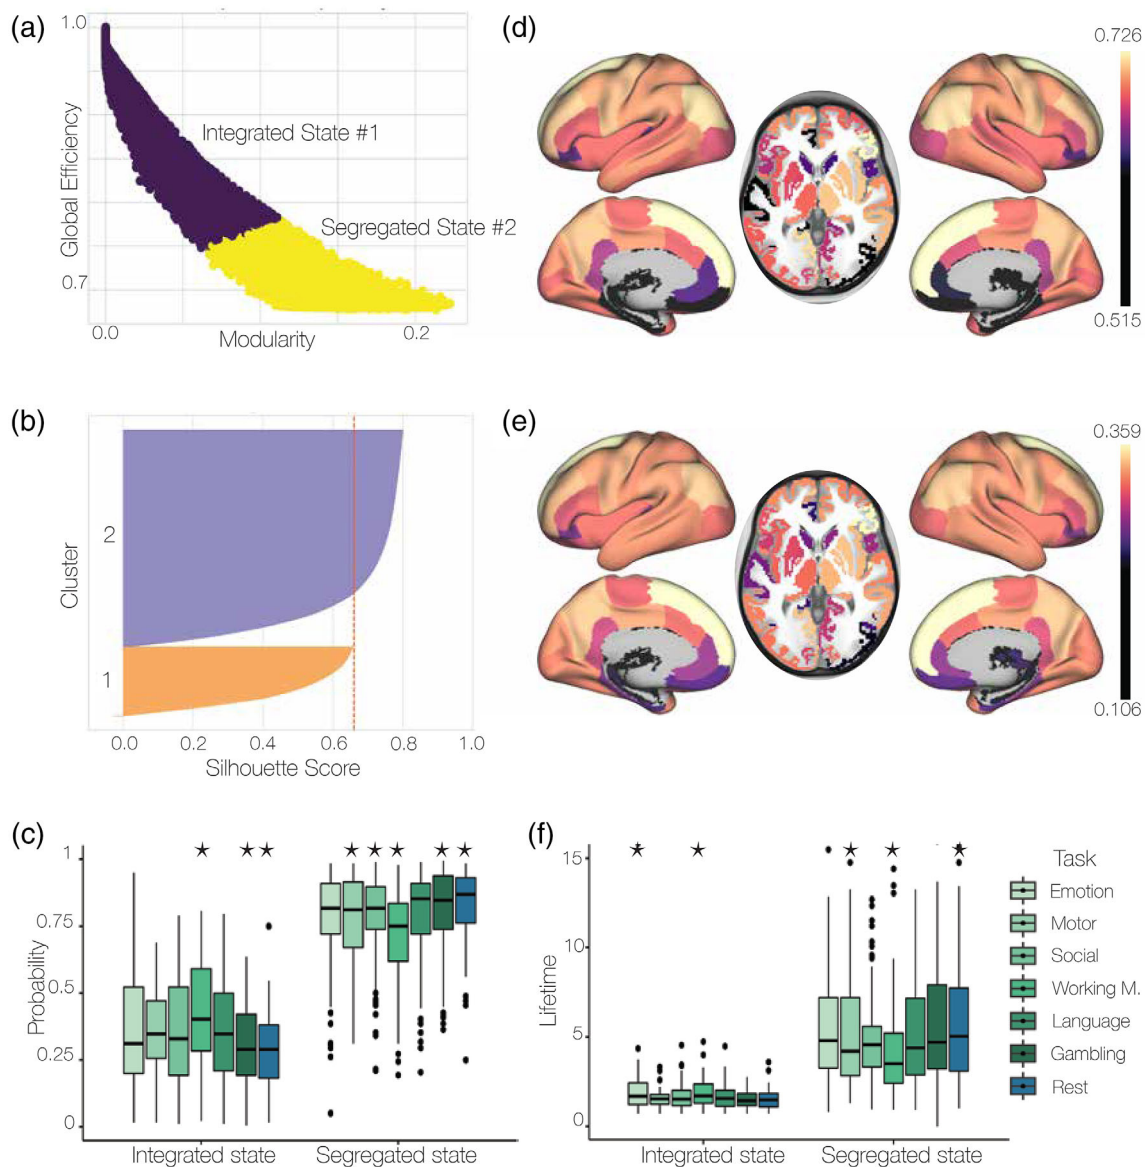 (a)
1.0
Global Efficiency
0.7
0.0
0.2
Modularity
Integrated State #1
Segregated State #2
(d)
0.726
0.515
(b)
Cluster
2
1
0.0 0.2 0.4 0.6 0.8 1.0
Silhouette Score
(e)
0.359
0.106
(c)
Probability
1
0.75
0.5
0.25
0
Integrated state
Segregated state
(f)
Lifetime
15
10
5
0
Integrated state
Segregated state
Task
Emotion
Motor
Social
Working M.
Language
Gambling
Rest